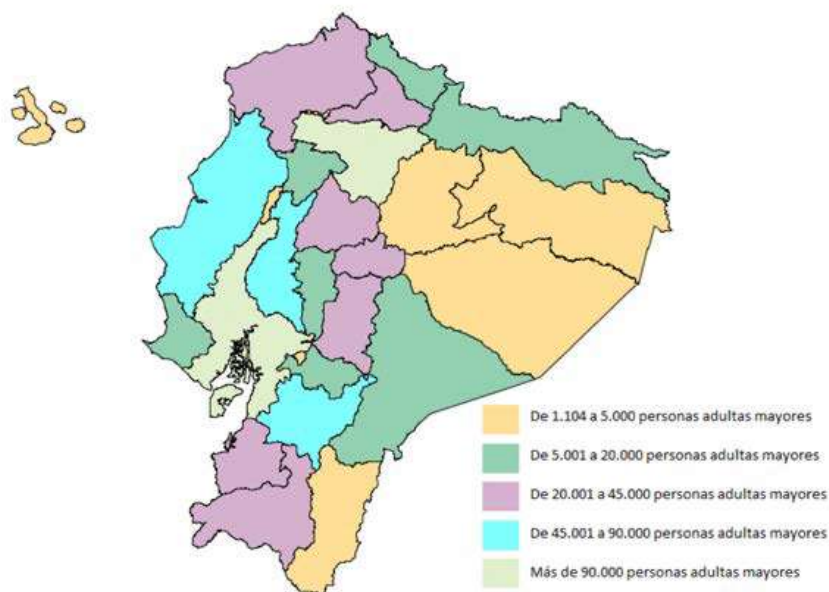 De 1.104 a 5.000 personas adultas mayores
De 5.001 a 20.000 personas adultas mayores
De 20.001 a 45.000 personas adultas mayores
De 45.001 a 90.000 personas adultas mayores
Más de 90.000 personas adultas mayores